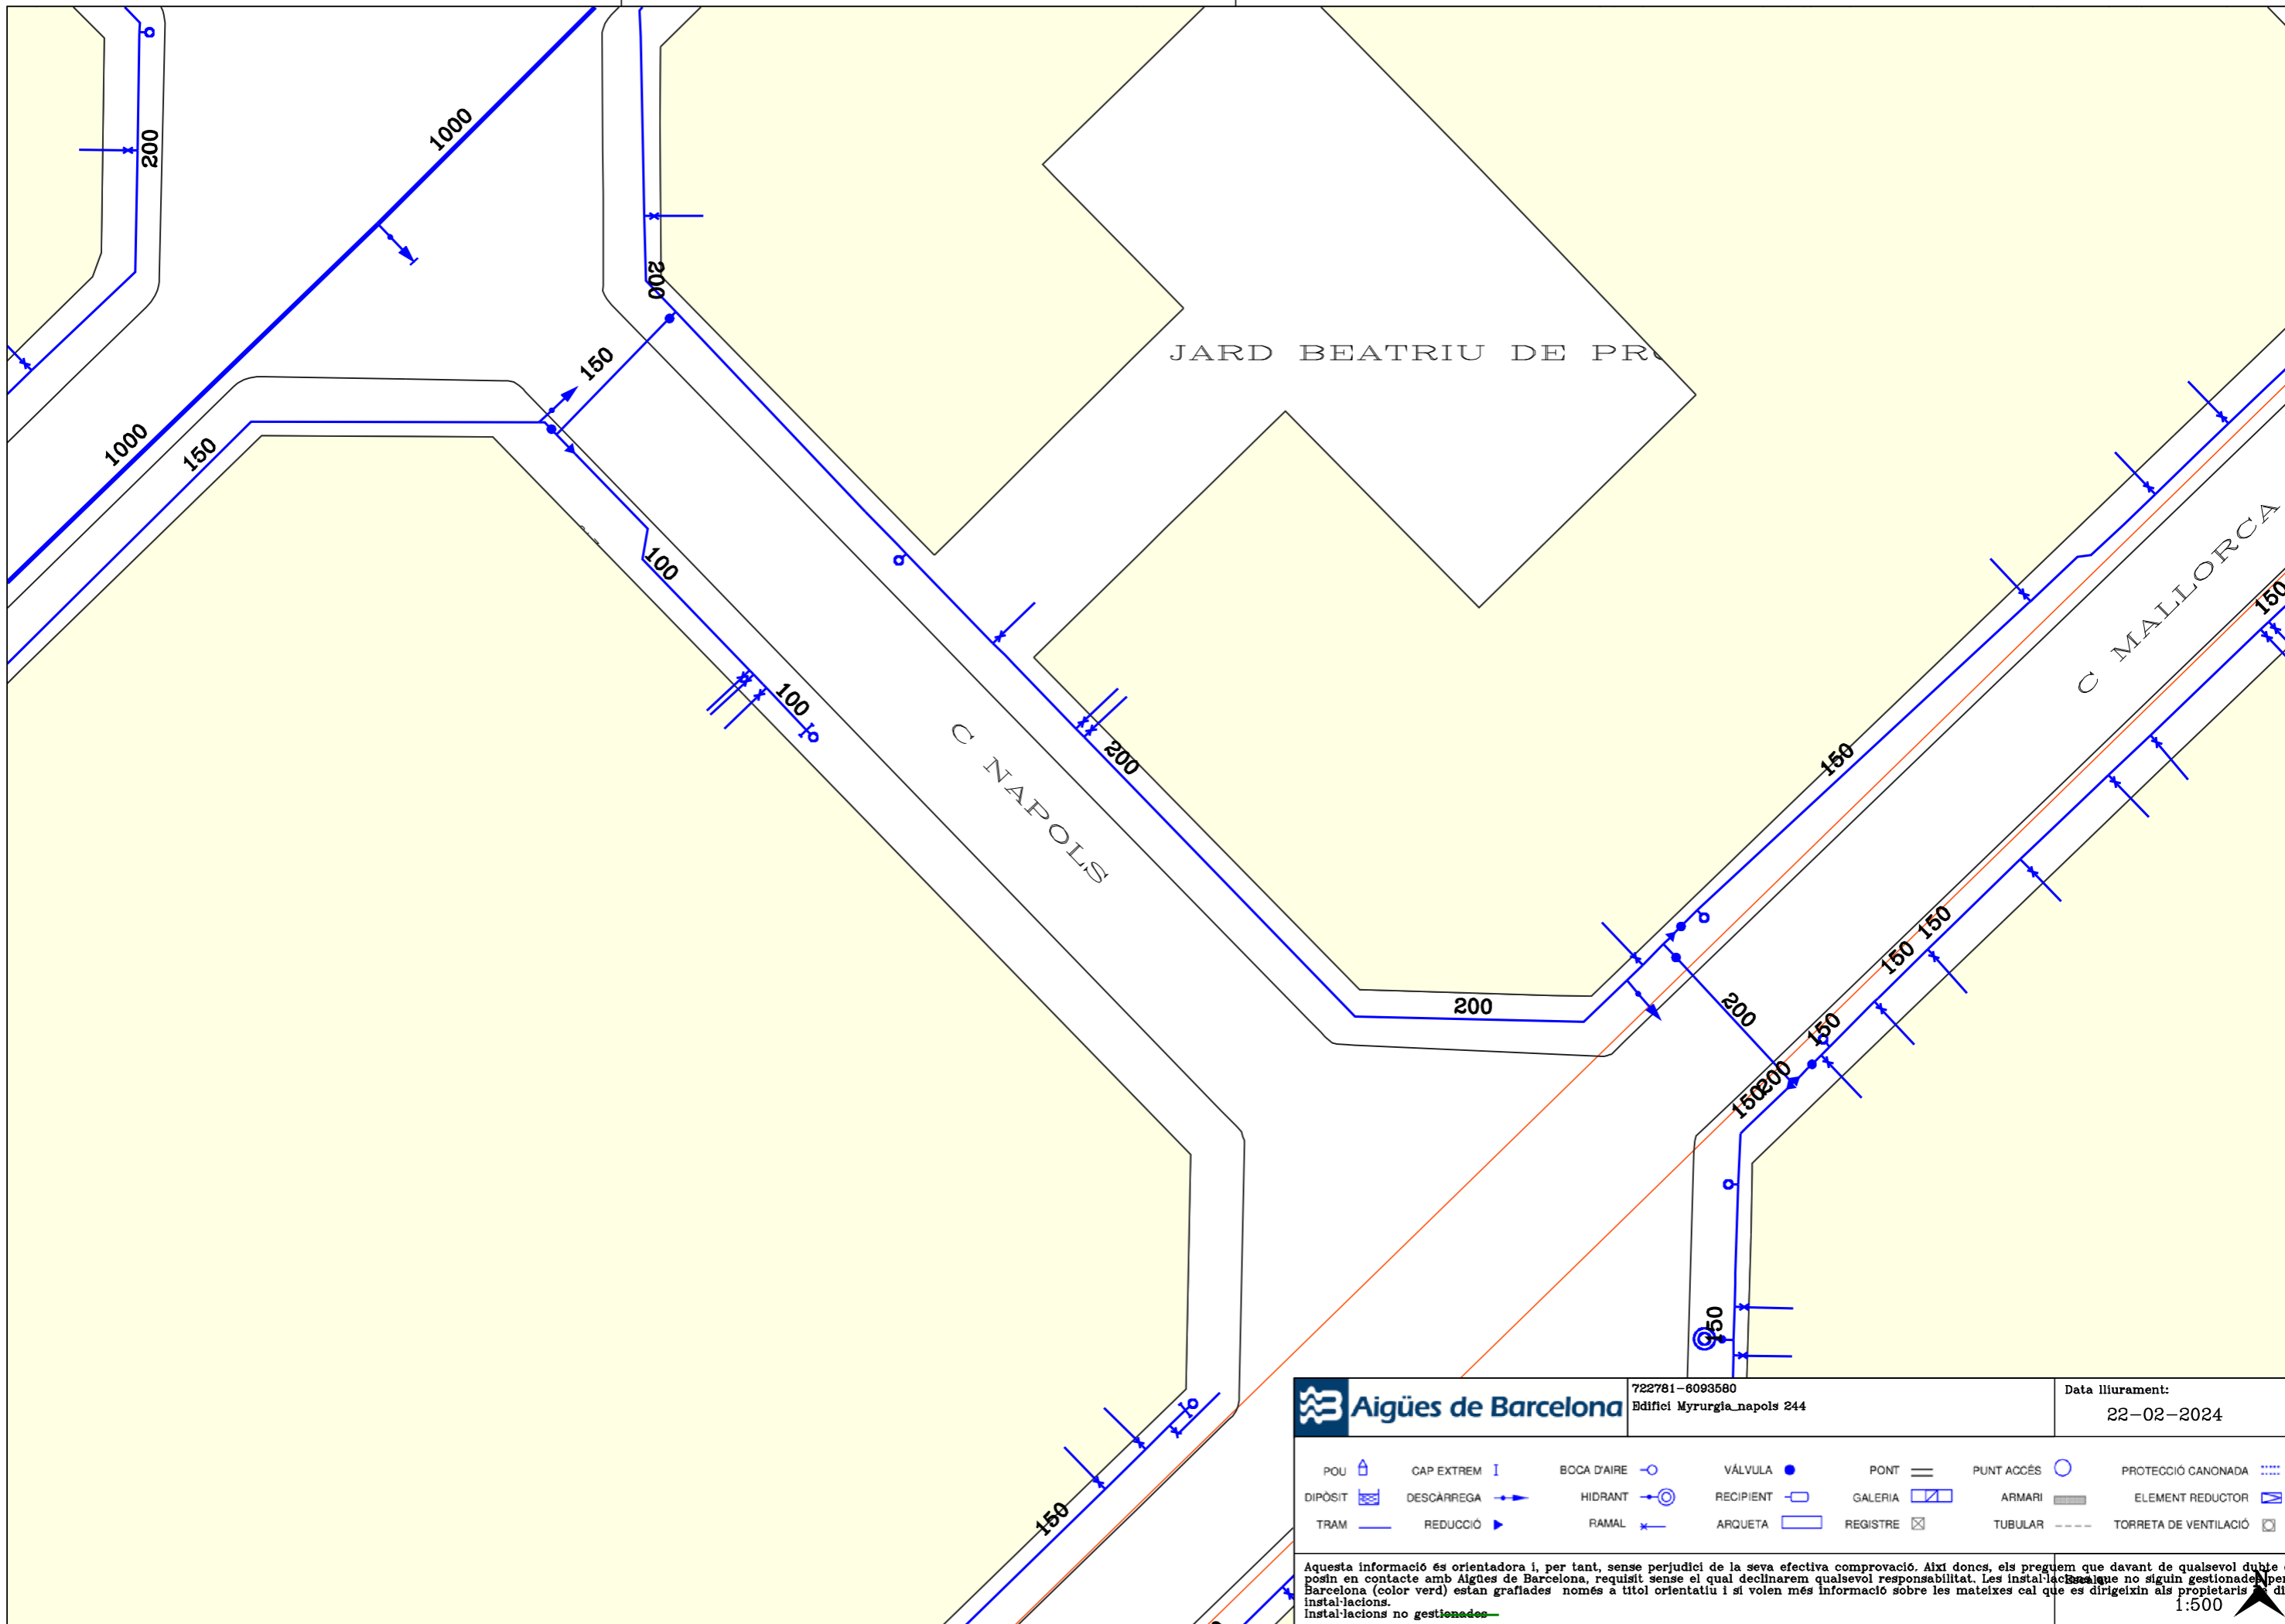 1000
200
200
150
1000
150
JARD BEATRIU DE PR
100
100
C NAPOLS
200
C MALLORCA
150
150
200
150
150
200
150
200
150
150
150
Aigües de Barcelona
722781-6093580
Edifici Myrurgia_napols 244
Data lliurament:
22-02-2024
POU CAP EXTREM BOCA D'AIRE VÁLVULA PONT PUNT ACCÉS PROTECCIÓ CANONADA
DIPÒSIT DESCÀRREGA HIDRANT RECIPIENT GALERIA ARMARI ELEMENT REDUCTOR
TRAM REDUCCIÓ RAMAL ARQUETA REGISTRE TUBULAR TORRETA DE VENTILACIÓ
Aquesta informació és orientadora i, per tant, sense perjudici de la seva efectiva comprovació. Així doncs, els preguem que davant de qualsevol dubte
posin en contacte amb Aigües de Barcelona, requisit sense el qual declinarem qualsevol responsabilitat. Les instal·lacions que no siguin gestionades per
Barcelona (color verd) estan grafiades només a títol orientatiu i si volen més informació sobre les mateixes cal que es dirigeixin als propietaris de
instal·lacions.
Instal·lacions no gestionades
Escala:
1:500
N